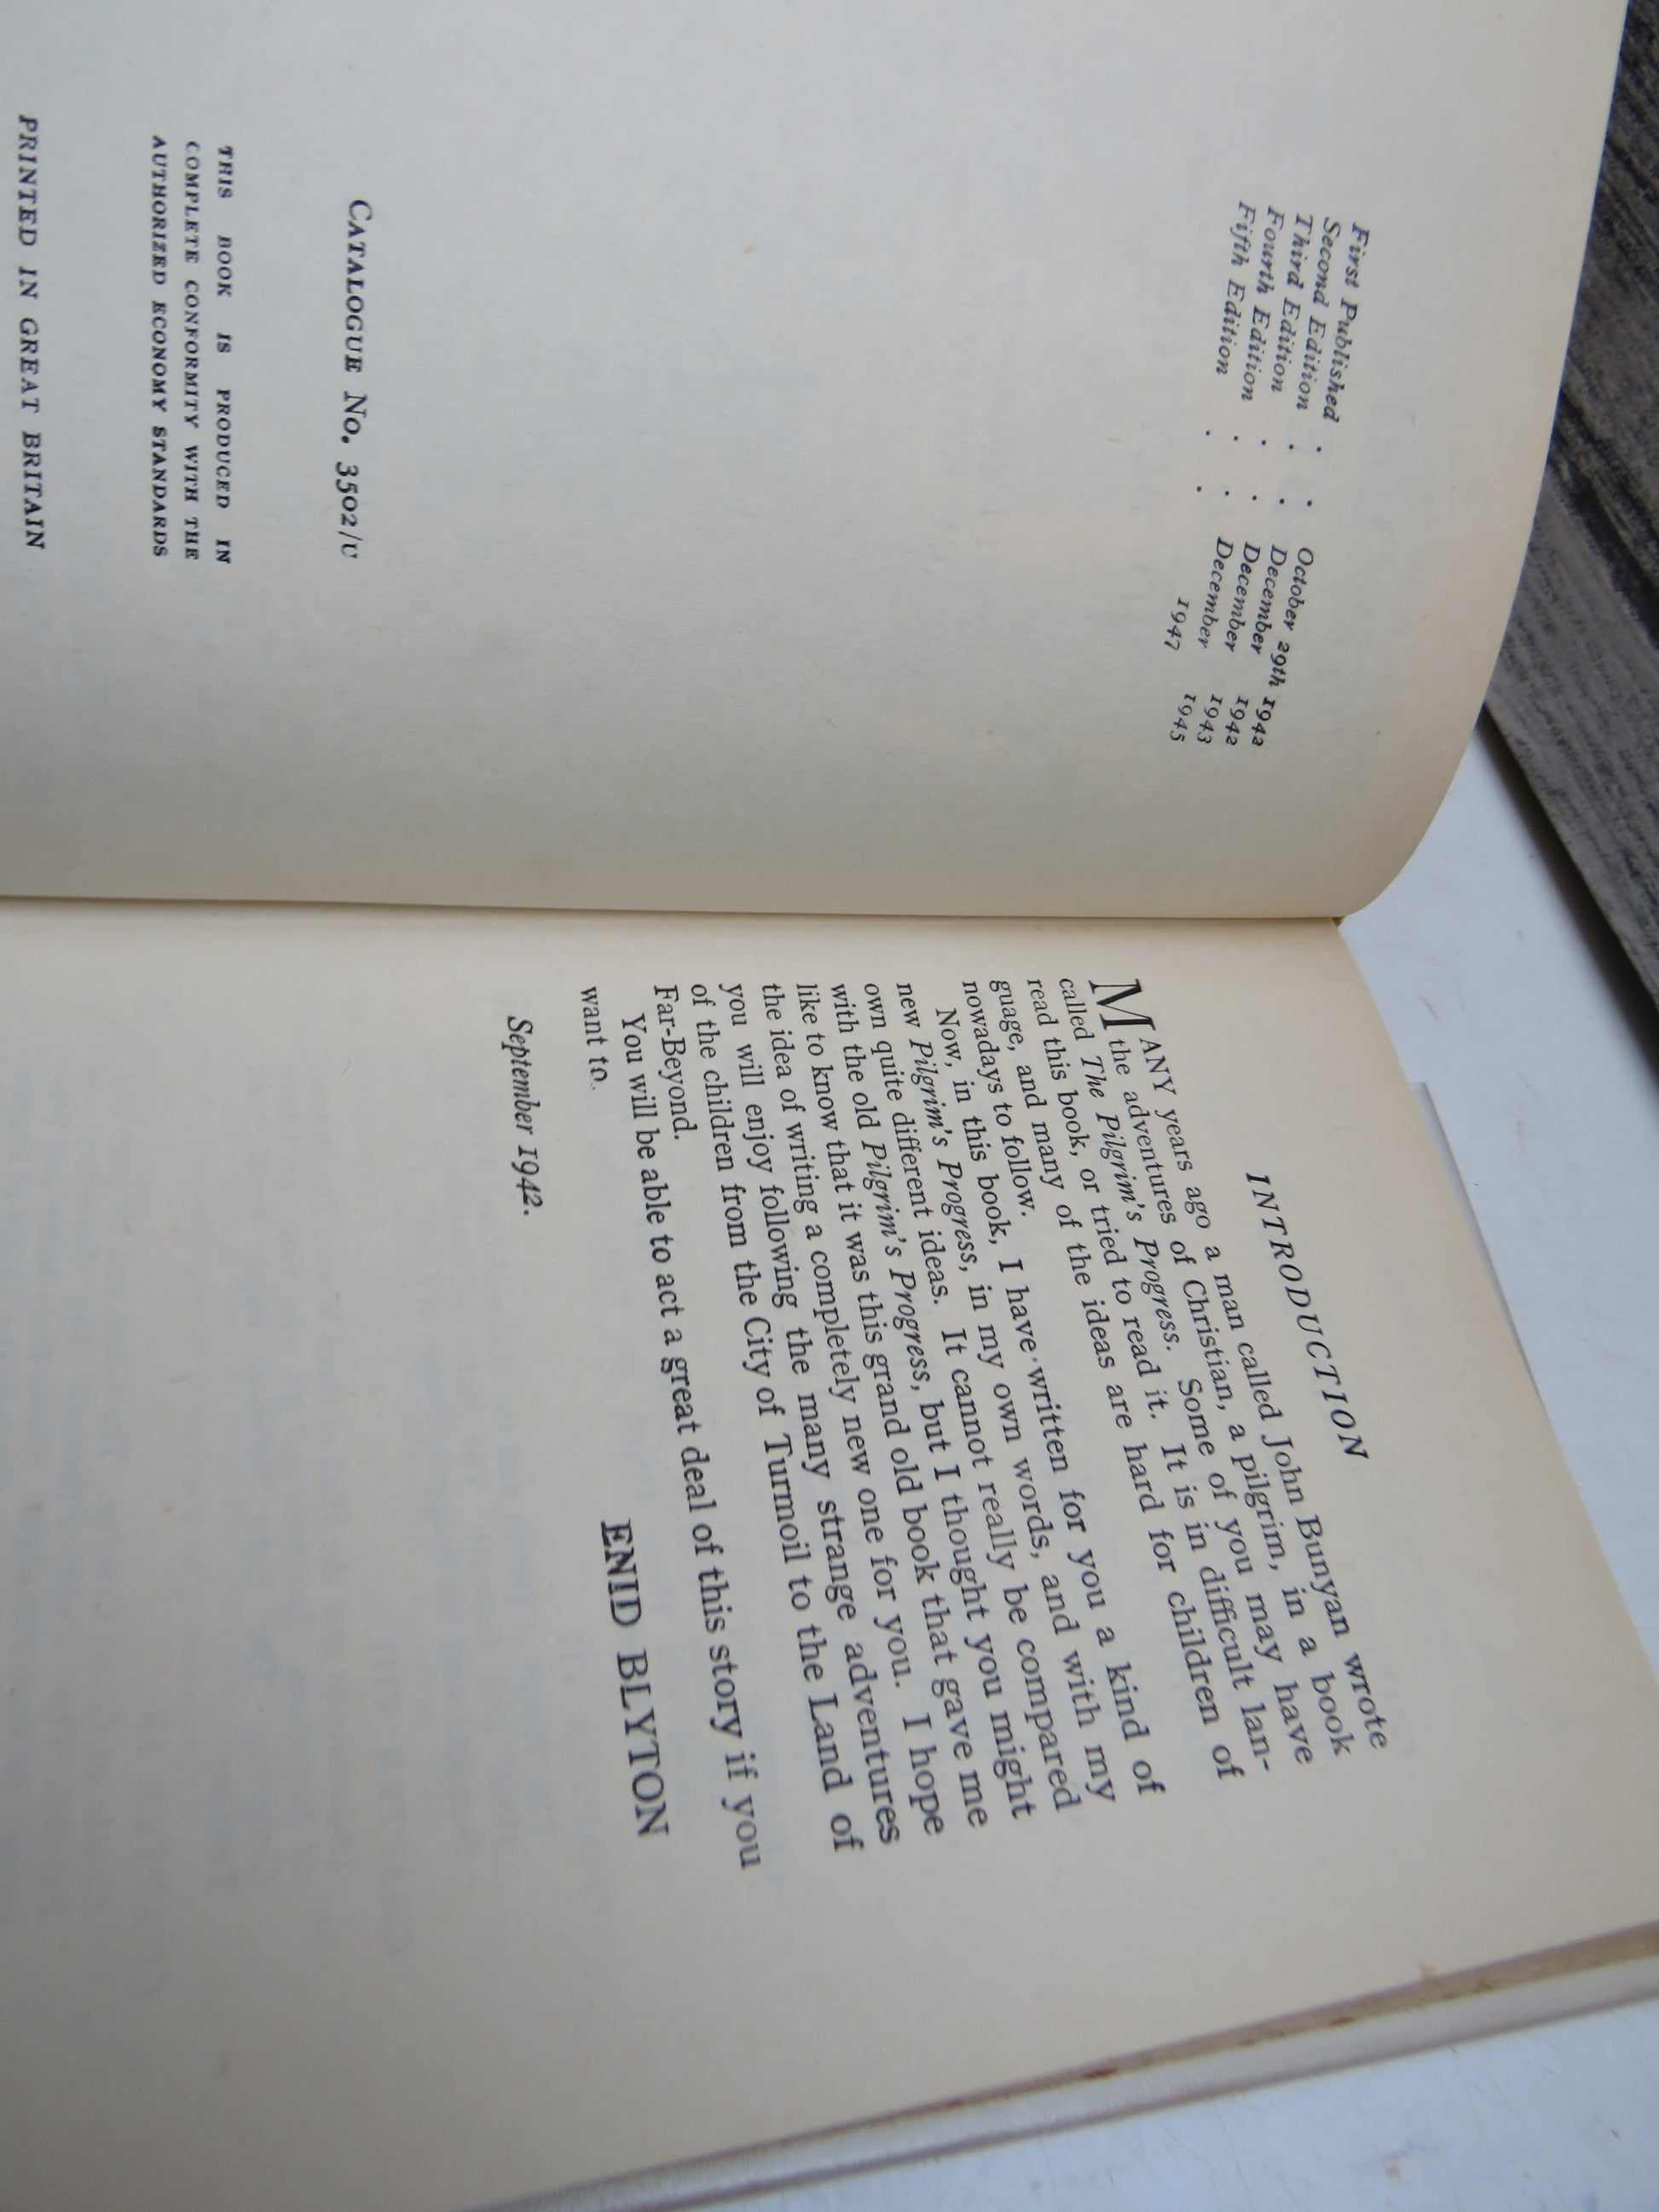 First Published . . October 29th 1942
Second Edition . . December 1942
Third Edition . . December 1943
Fourth Edition . . December 1945
Fifth Edition . . 1947
CATALOGUE No. 3502/U
THIS BOOK IS PRODUCED IN
COMPLETE CONFORMITY WITH THE
AUTHORIZED ECONOMY STANDARDS
PRINTED IN GREAT BRITAIN
INTRODUCTION
MANY years ago a man called John Bunyan wrote
the adventures of Christian, a pilgrim, in a book
called The Pilgrim's Progress. Some of you may have
read this book, or tried to read it. It is in difficult lan-
guage, and many of the ideas are hard for children of
nowadays to follow.
Now, in this book, I have written for you a kind of
new Pilgrim's Progress, in my own words, and with my
own quite different ideas. It cannot really be compared
with the old Pilgrim's Progress, but I thought you might
like to know that it was this grand old book that gave me
the idea of writing a completely new one for you. I hope
you will enjoy following the many strange adventures
of the children from the City of Turmoil to the Land of
Far-Beyond.
You will be able to act a great deal of this story if you
want to.
ENID BLYTON
September 1942.